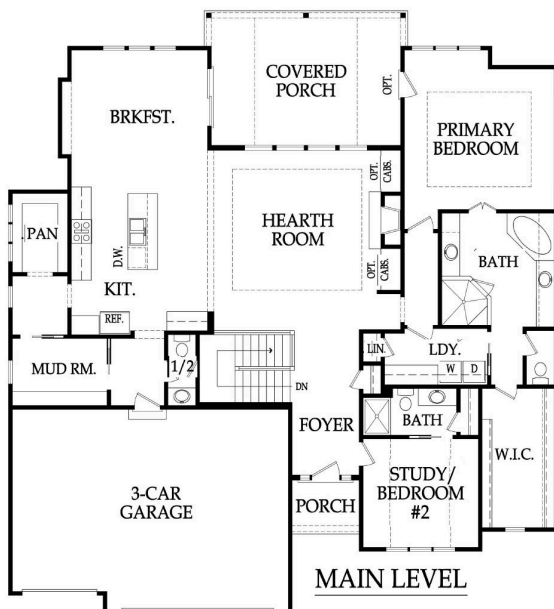 COVERED
PORCH
OPT.
BRKFST.
PRIMARY
BEDROOM
OPT.
CABS.
HEARTH
ROOM
PAN
D.W.
KIT.
REF.
OPT.
CABS.
BATH
MUD RM.
1/2
LIN.
LDY.
W
D
DN
FOYER
BATH
W.I.C.
3-CAR
GARAGE
PORCH
STUDY/
BEDROOM
#2
MAIN LEVEL